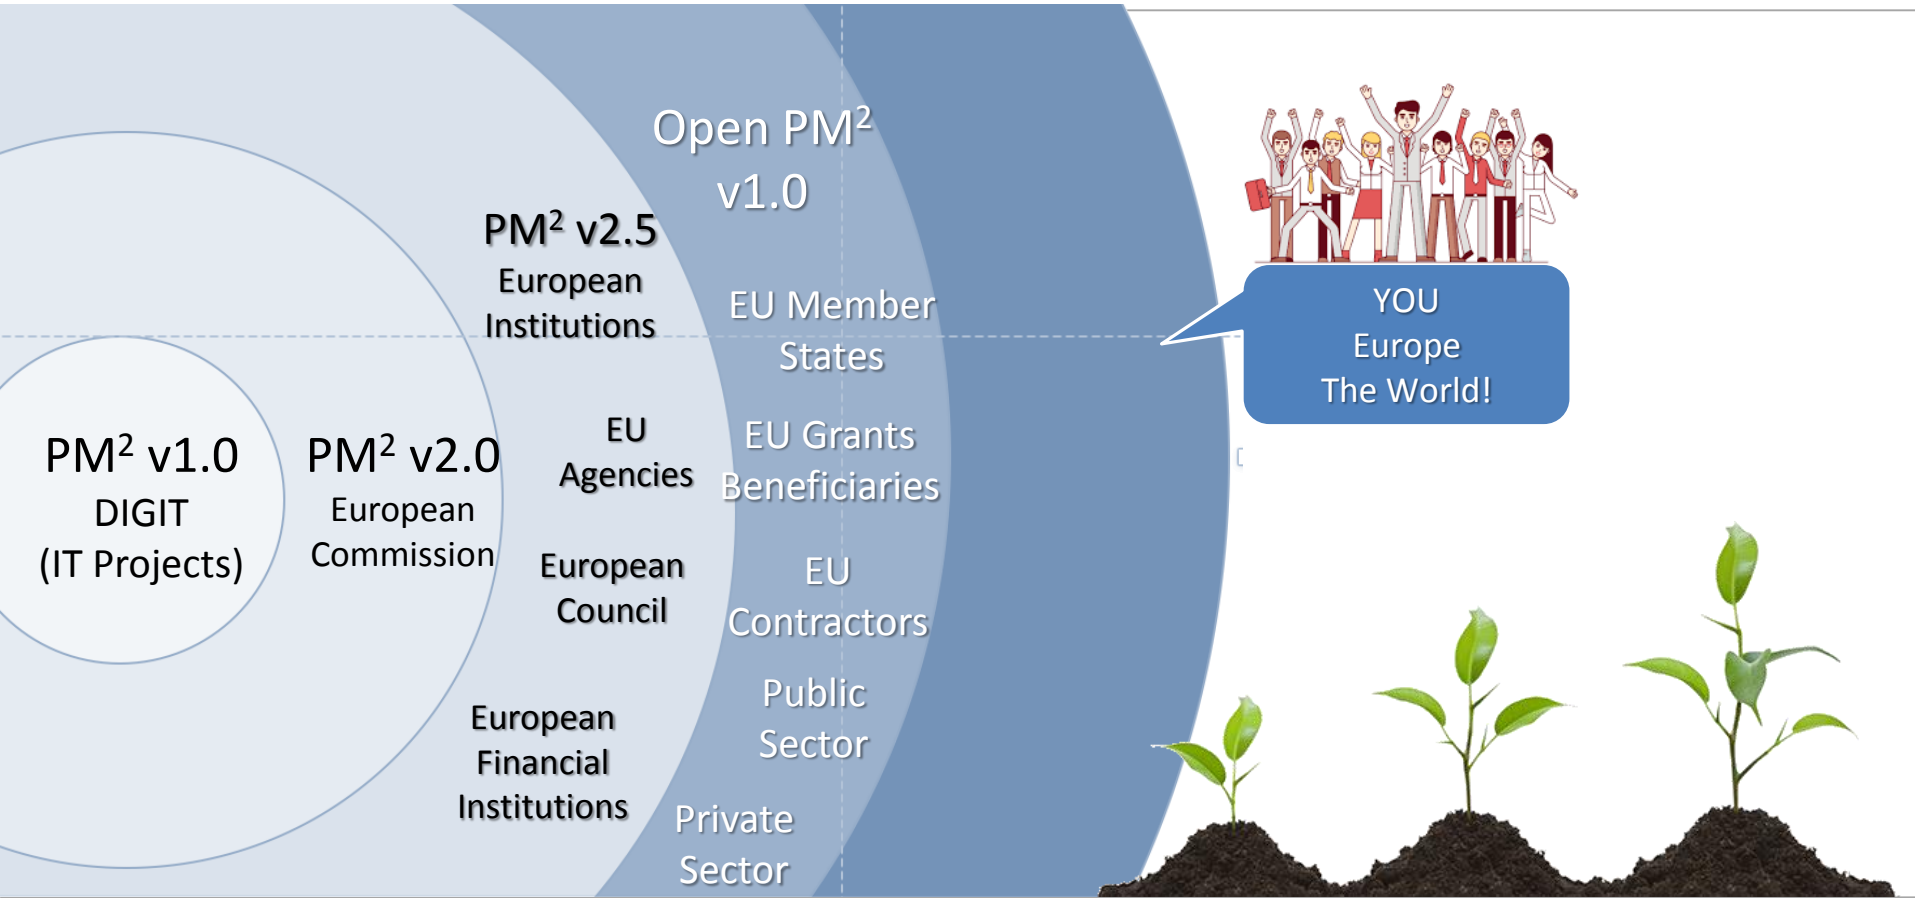 PM² v1.0
DIGIT
(IT Projects)
PM² v2.0
European
Commission
PM² v2.5
European
Institutions
EU
Agencies
European
Council
European
Financial
Institutions
Open PM²
v1.0
EU Member
States
EU Grants
Beneficiaries
EU
Contractors
Public
Sector
Private
Sector
YOU
Europe
The World!